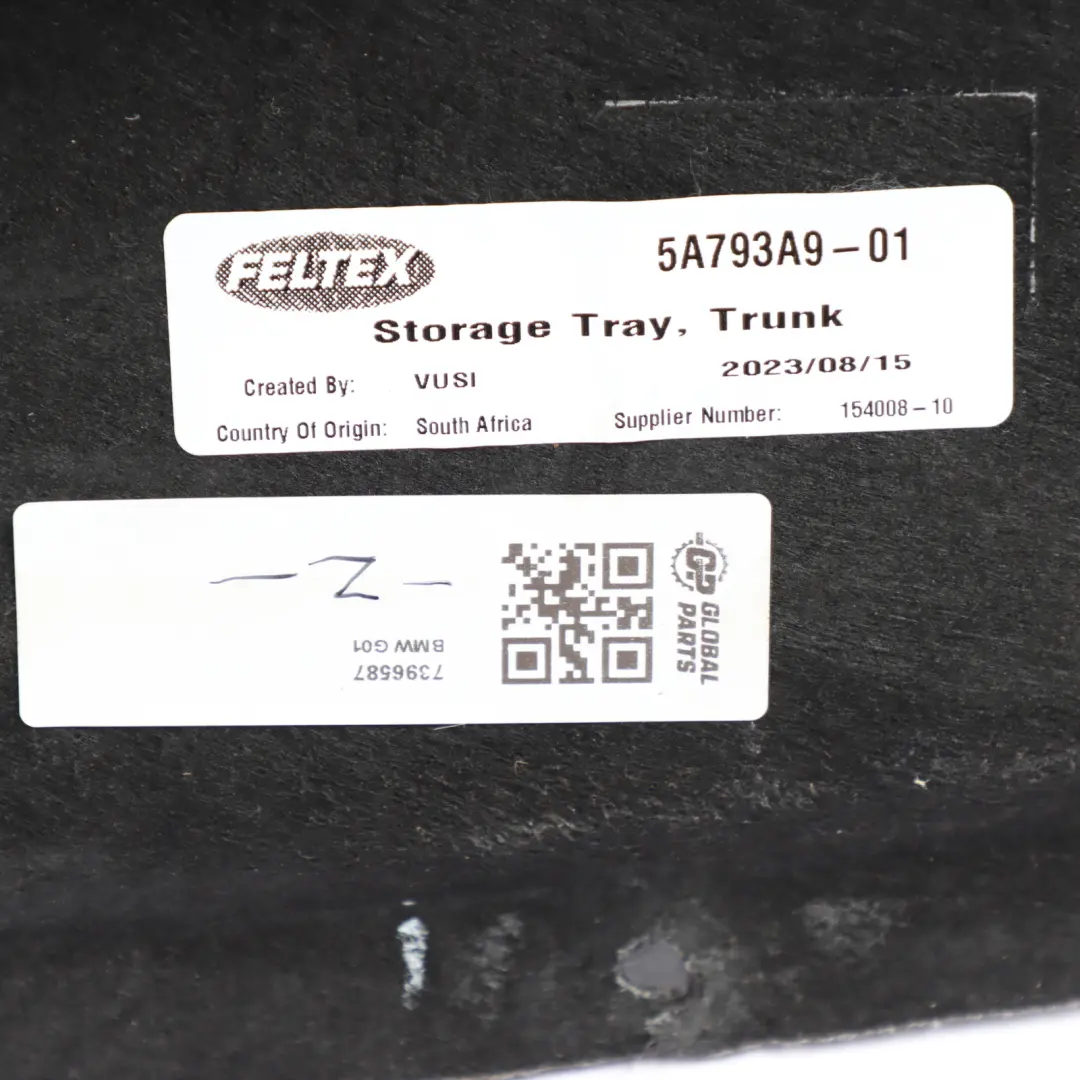 FELTEX
5A793A9-01
Storage Tray, Trunk
Created By: VUSI
2023/08/15
Country Of Origin: South Africa
Supplier Number: 154008-10
7396587
BMW G01
-Z-
GP
GLOBAL
PARTS